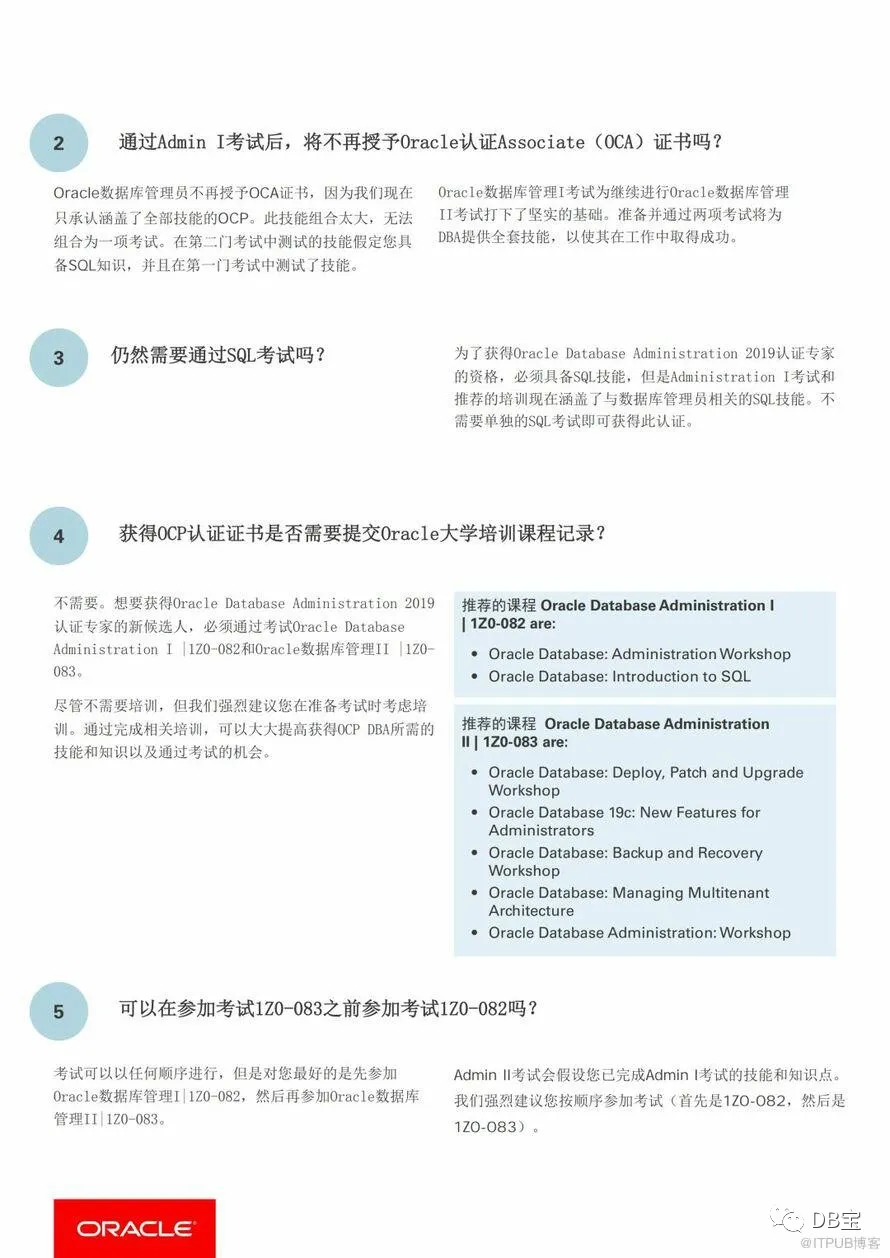 2
通过Admin I考试后，将不再授予Oracle认证Associate（OCA）证书吗？
Oracle数据库管理员不再授予OCA证书，因为我们现在
只承认涵盖了全部技能的OCP。此技能组合太大，无法
组合为一项考试。在第二门考试中测试的技能假定您具
备SQL知识，并且在第一门考试中测试了技能。
Oracle数据库管理I考试为继续进行Oracle数据库管理
II考试打下了坚实的基础。准备并通过两项考试将为
DBA提供全套技能，以使其在工作中取得成功。
3
仍然需要通过SQL考试吗？
为了获得Oracle Database Administration 2019认证专家
的资格，必须具备SQL技能，但是Administration I考试和
推荐的培训现在涵盖了与数据库管理员相关的SQL技能。不
需要单独的SQL考试即可获得此认证。
4
获得OCP认证证书是否需要提交Oracle大学培训课程记录？
不需要。想要获得Oracle Database Administration 2019
认证专家的新候选人，必须通过考试Oracle Database
Administration I |1Z0-082和Oracle数据库管理II |1Z0-
083。
尽管不需要培训，但我们强烈建议您在准备考试时考虑培
训。通过完成相关培训，可以大大提高获得OCP DBA所需的
技能和知识以及通过考试的机会。
推荐的课程 Oracle Database Administration I
| 1Z0-082 are:
• Oracle Database: Administration Workshop
• Oracle Database: Introduction to SQL
推荐的课程 Oracle Database Administration
II | 1Z0-083 are:
• Oracle Database: Deploy, Patch and Upgrade
Workshop
• Oracle Database 19c: New Features for
Administrators
• Oracle Database: Backup and Recovery
Workshop
• Oracle Database: Managing Multitenant
Architecture
• Oracle Database Administration: Workshop
5
可以在参加考试1Z0-083之前参加考试1Z0-082吗？
考试可以以任何顺序进行，但是对您最好的是先参加
Oracle数据库管理I|1Z0-082，然后再参加Oracle数据库
管理II|1Z0-083。
Admin II考试会假设您已完成Admin I考试的技能和知识点。
我们强烈建议您按顺序参加考试（首先是1Z0-082，然后是
1Z0-083）。
ORACLE
DB宝
@ITPUB博客